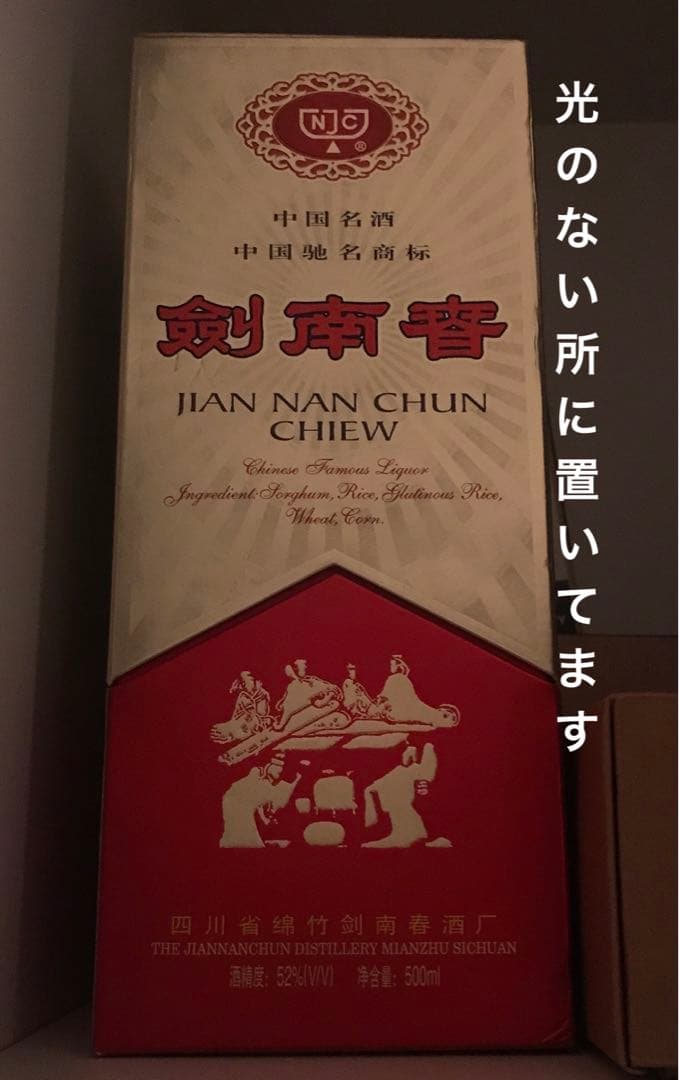 JNC
®
中国名酒
中国驰名商标
劍南春
JIAN NAN CHUN
CHIEW
Chinese Famous Liquor
Ingredient: Sorghum, Rice, Glutinous Rice,
Wheat, Corn.
四川省绵竹剑南春酒厂
THE JIANNANCHUN DISTILLERY MIANZHU SICHUAN
酒精度: 52%(V/V) 净含量: 500ml
光のない所に置いてます